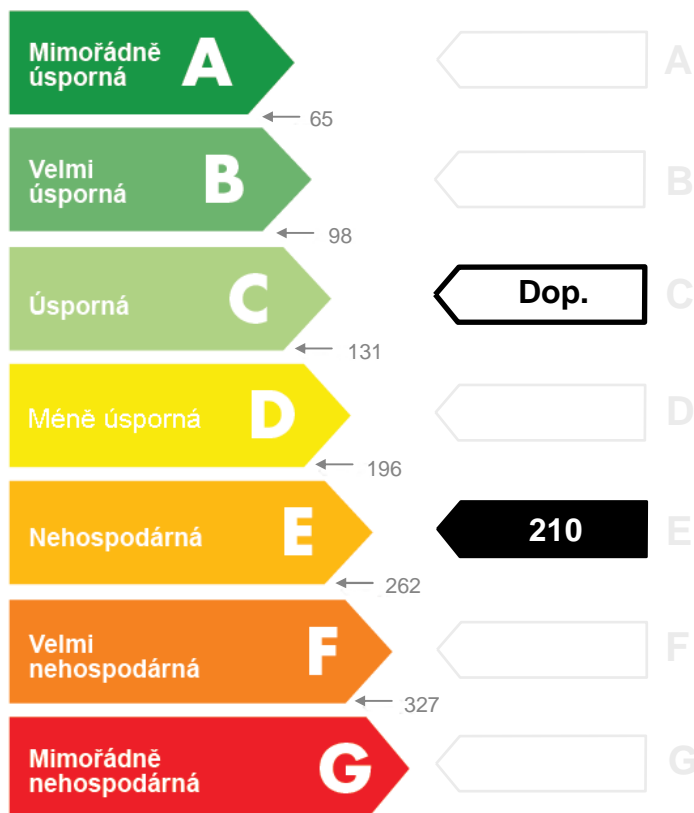 Mimořádně
úsporná
A
A
65
Velmi
úsporná
B
B
98
Úsporná
C
Dop.
C
131
Méně úsporná
D
D
196
Nehospodárná
E
210
E
262
Velmi
nehospodárná
F
F
327
Mimořádně
nehospodárná
G
G